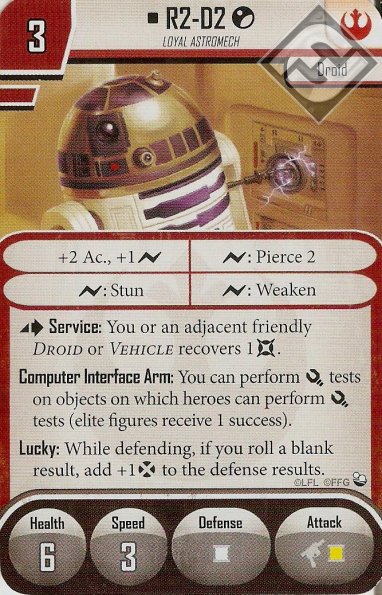 3
R2-D2
LOYAL ASTROMECH
Droid
+2 Ac., +1
: Pierce 2
: Stun
: Weaken
Service: You or an adjacent friendly
DROID or VEHICLE recovers 1 .
Computer Interface Arm: You can perform tests
on objects on which heroes can perform
tests (elite figures receive 1 success).
Lucky: While defending, if you roll a blank
result, add +1 to the defense results.
©LFL ©FFG
Health Speed Defense Attack
6 3